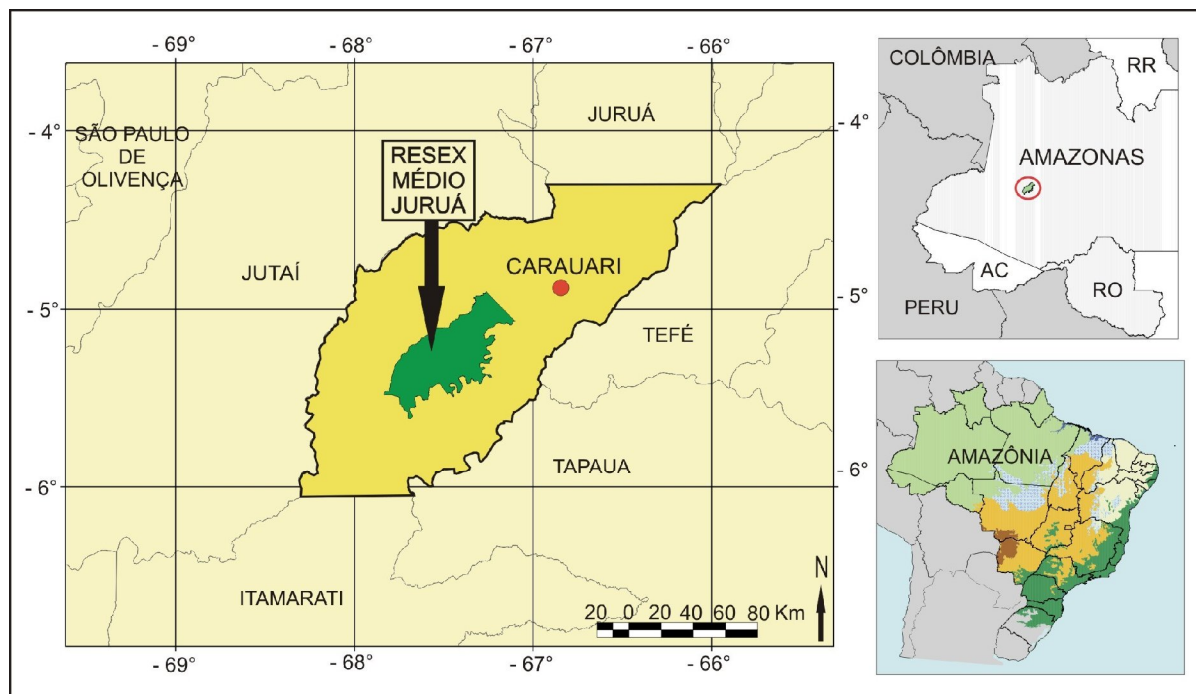 - 69°
- 68°
- 67°
- 66°
- 4°
- 5°
- 6°
SÃO PAULO
DE
OLIVENÇA
JURUÁ
RESEX
MÉDIO
JURUÁ
JUTAÍ
CARAUARI
TEFÉ
TAPAUA
ITAMARATI
20 0 20 40 60 80 Km
N
- 4°
- 5°
- 6°
- 69°
- 68°
- 67°
- 66°
COLÔMBIA
RR
AMAZONAS
AC
RO
PERU
AMAZÔNIA